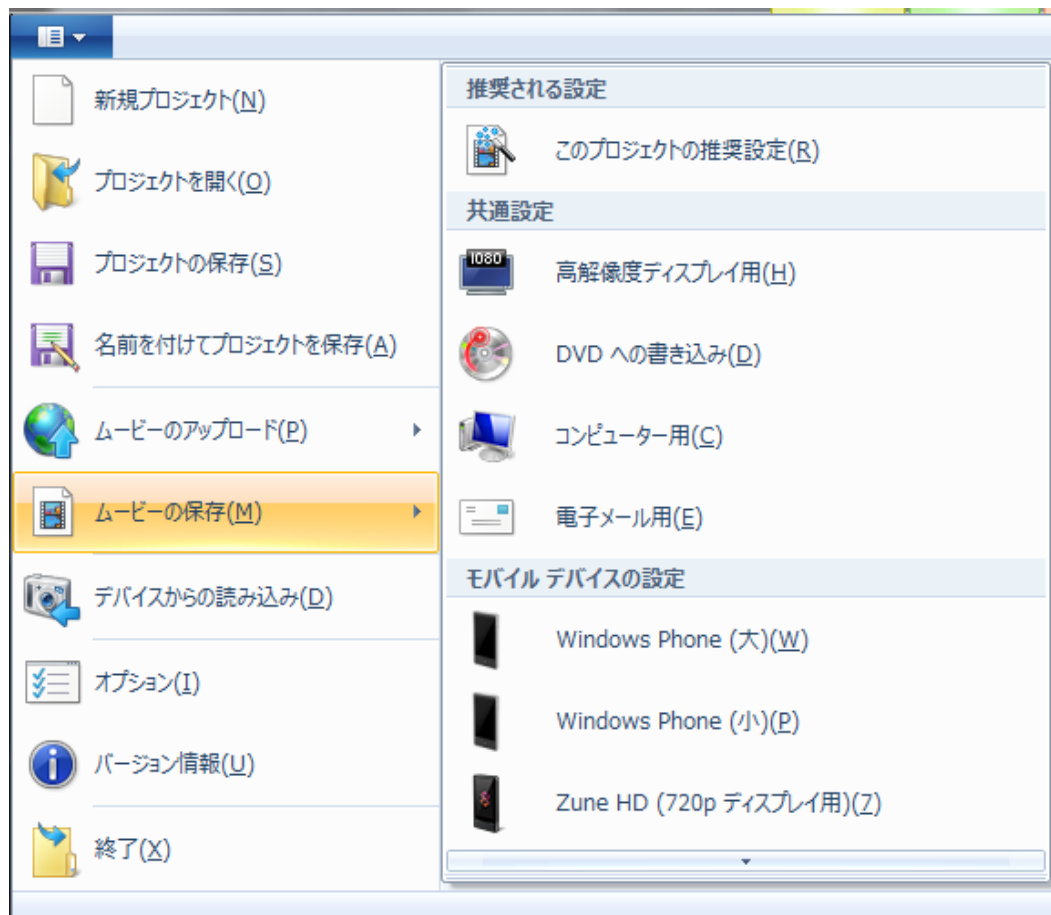 新規プロジェクト(N)
プロジェクトを開く(O)
プロジェクトの保存(S)
名前を付けてプロジェクトを保存(A)
ムービーのアップロード(P)
ムービーの保存(M)
デバイスからの読み込み(D)
オプション(I)
バージョン情報(U)
終了(X)
推奨される設定
このプロジェクトの推奨設定(R)
共通設定
1080
高解像度ディスプレイ用(H)
DVD への書き込み(D)
コンピューター用(C)
電子メール用(E)
モバイル デバイスの設定
Windows Phone (大)(W)
Windows Phone (小)(P)
Zune HD (720p ディスプレイ用)(7)